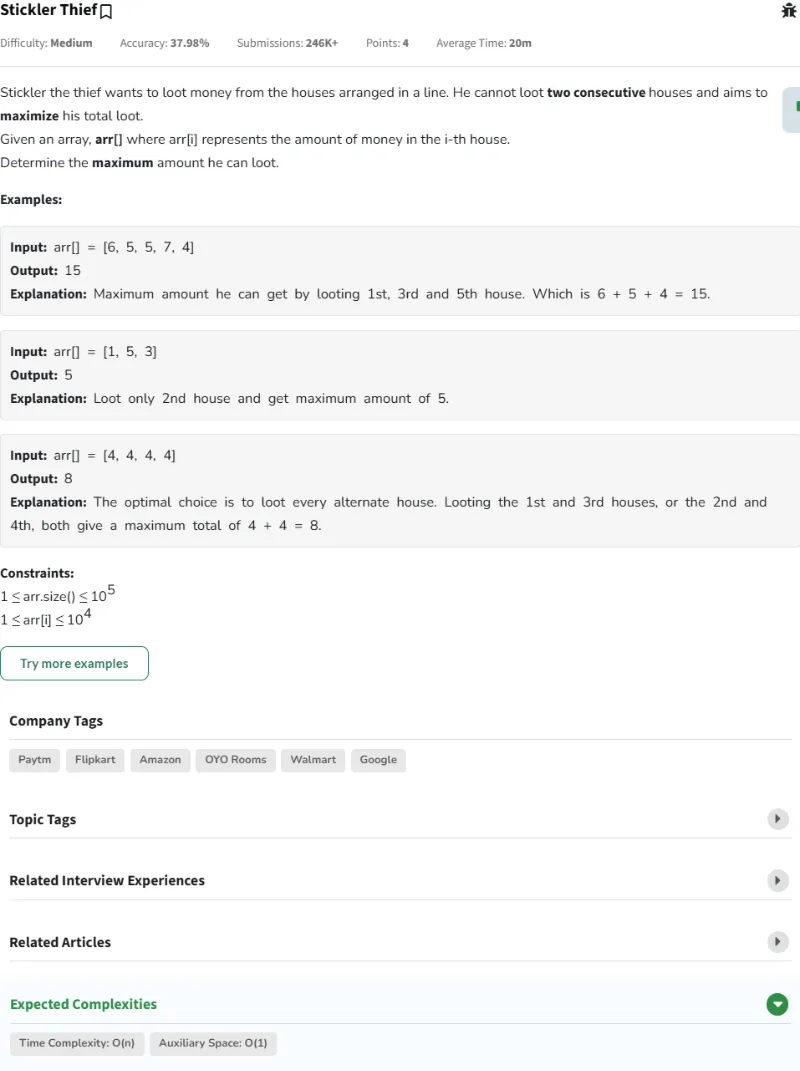 Stickler Thief
Difficulty: Medium Accuracy: 37.98% Submissions: 246K+ Points: 4 Average Time: 20m
Stickler the thief wants to loot money from the houses arranged in a line. He cannot loot two consecutive houses and aims to
maximize his total loot.
Given an array, arr[] where arr[i] represents the amount of money in the i-th house.
Determine the maximum amount he can loot.
Examples:
Input: arr[] = [6, 5, 5, 7, 4]
Output: 15
Explanation: Maximum amount he can get by looting 1st, 3rd and 5th house. Which is 6 + 5 + 4 = 15.
Input: arr[] = [1, 5, 3]
Output: 5
Explanation: Loot only 2nd house and get maximum amount of 5.
Input: arr[] = [4, 4, 4, 4]
Output: 8
Explanation: The optimal choice is to loot every alternate house. Looting the 1st and 3rd houses, or the 2nd and
4th, both give a maximum total of 4 + 4 = 8.
Constraints:
1 ≤ arr.size() ≤ 10⁵
1 ≤ arr[i] ≤ 10⁴
Try more examples
Company Tags
Paytm Flipkart Amazon OYO Rooms Walmart Google
Topic Tags
Related Interview Experiences
Related Articles
Expected Complexities
Time Complexity: O(n) Auxiliary Space: O(1)